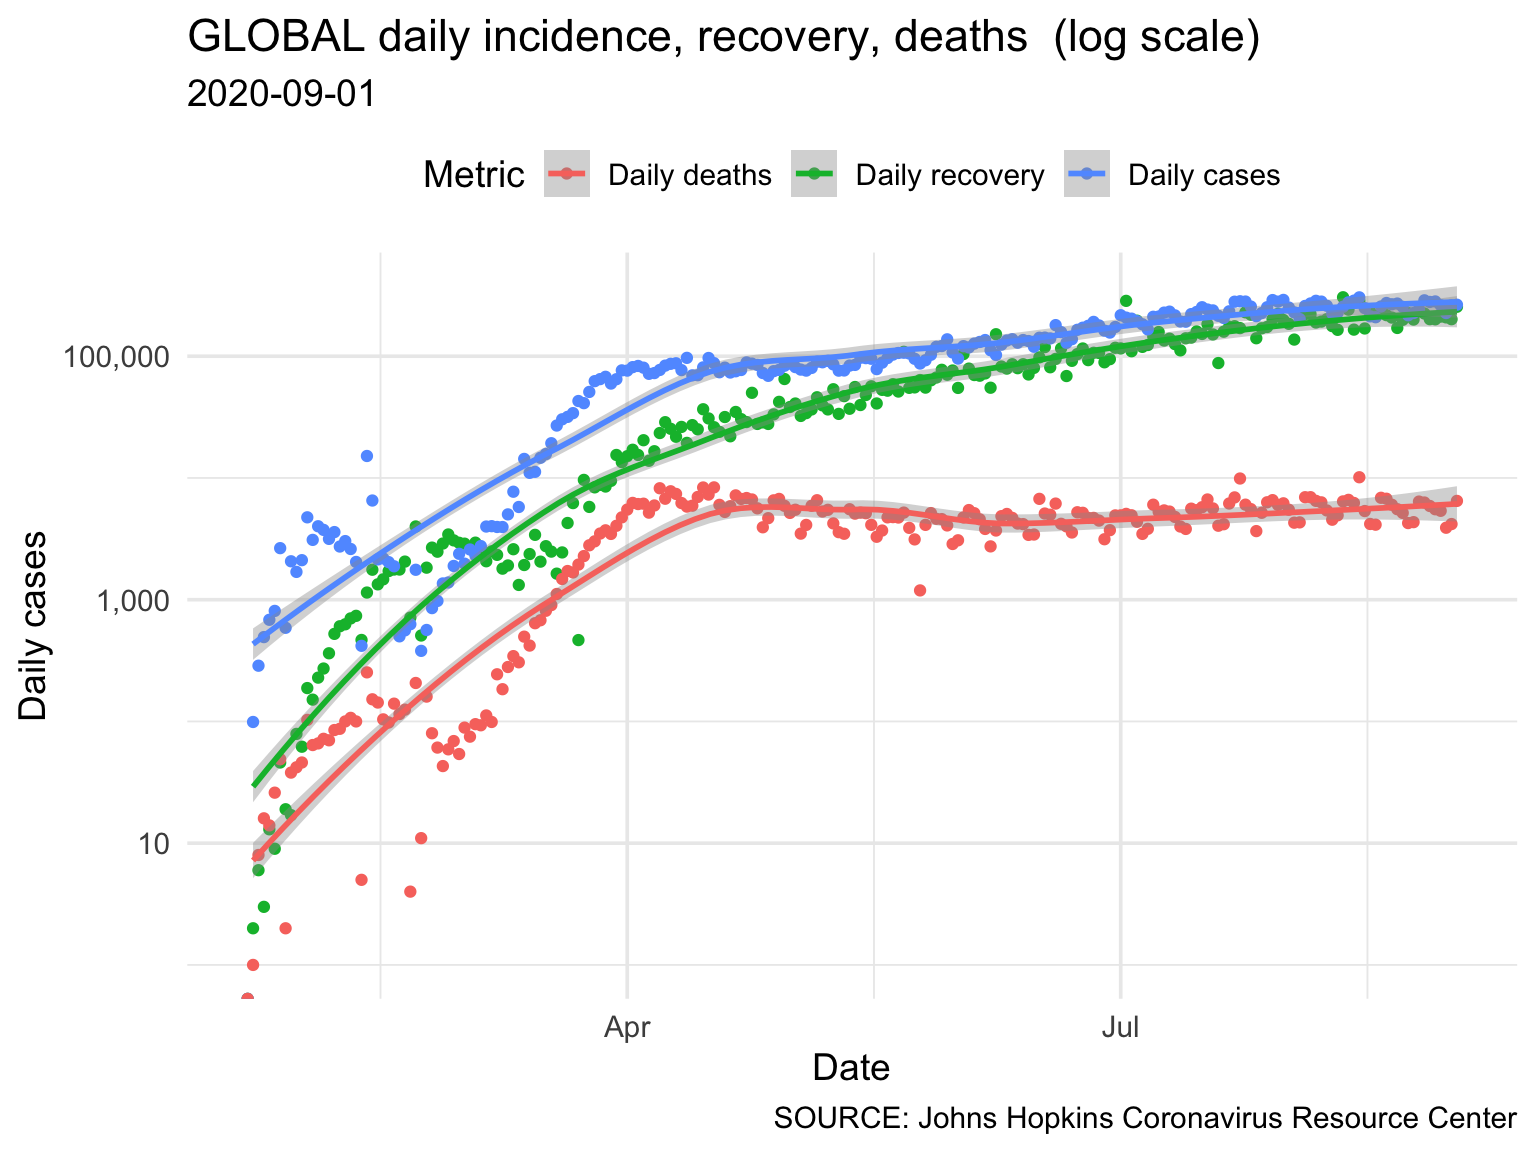 GLOBAL daily incidence, recovery, deaths  (log scale)
2020-09-01
Metric Daily deaths Daily recovery Daily cases
100,000
1,000
10
Daily cases
Apr Jul
Date
SOURCE: Johns Hopkins Coronavirus Resource Center